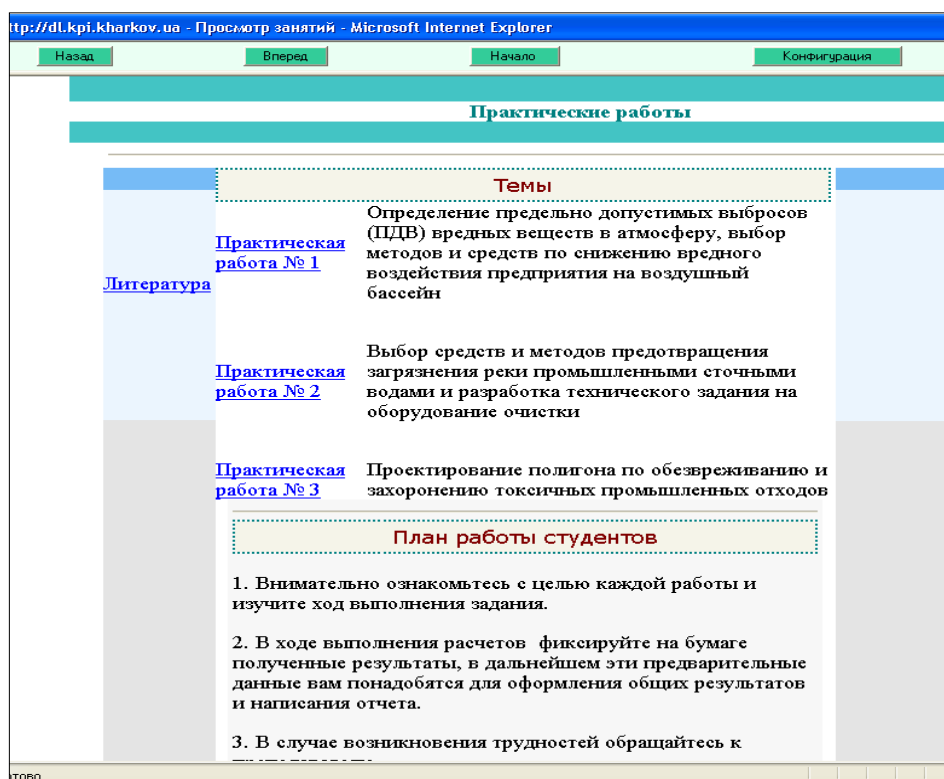 ttp://dl.kpi.kharkov.ua - Просмотр занятий - Microsoft Internet Explorer
Назад Вперед Начало Конфигурация
Практические работы
Темы
Литература
Практическая
работа № 1
Определение предельно допустимых выбросов
(ПДВ) вредных веществ в атмосферу, выбор
методов и средств по снижению вредного
воздействия предприятия на воздушный
бассейн
Практическая
работа № 2
Выбор средств и методов предотвращения
загрязнения реки промышленными сточными
водами и разработка технического задания на
оборудование очистки
Практическая
работа № 3
Проектирование полигона по обезвреживанию и
захоронению токсичных промышленных отходов
План работы студентов
1. Внимательно ознакомьтесь с целью каждой работы и
изучите ход выполнения задания.
2. В ходе выполнения расчетов фиксируйте на бумаге
полученные результаты, в дальнейшем эти предварительные
данные вам понадобятся для оформления общих результатов
и написания отчета.
3. В случае возникновения трудностей обращайтесь к